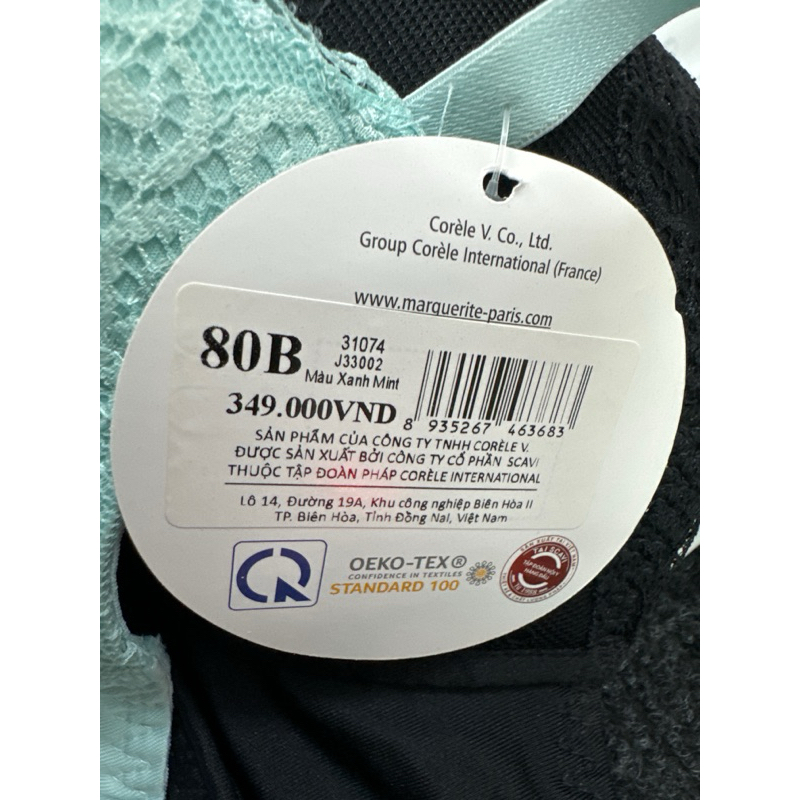 Corèle V. Co., Ltd.
Group Corèle International (France)
www.marguerite-paris.com
80B
31074
J33002
Màu Xanh Mint
349.000VND
8 935267 463683
SẢN PHẨM CỦA CÔNG TY TNHH CORÈLE V.
ĐƯỢC SẢN XUẤT BỞI CÔNG TY CỔ PHẦN SCAVI
THUỘC TẬP ĐOÀN PHÁP CORÈLE INTERNATIONAL
Lô 14, Đường 19A, Khu công nghiệp Biên Hòa II
TP. Biên Hòa, Tỉnh Đồng Nai, Việt Nam
OEKO-TEX®
CONFIDENCE IN TEXTILES
STANDARD 100
TẠI SCAVI